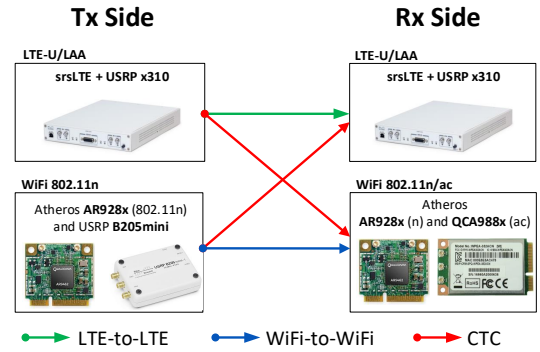 Tx Side
Rx Side
LTE-U/LAA
LTE-U/LAA
srsLTE + USRP x310
srsLTE + USRP x310
WiFi 802.11n
WiFi 802.11n/ac
Atheros AR928x (802.11n)
and USRP B205mini
Atheros
AR928x (n) and QCA988x (ac)
LTE-to-LTE
WiFi-to-WiFi
CTC